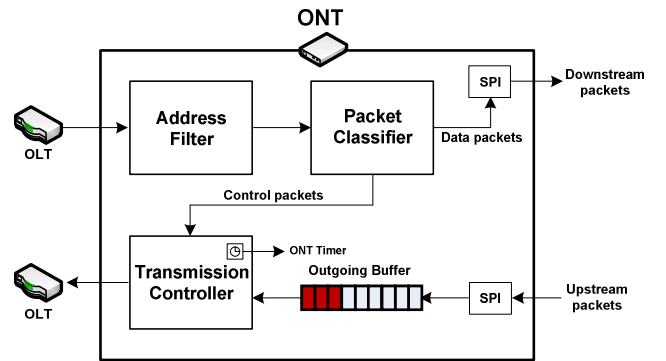 ONT
OLT
Address
Filter
Packet
Classifier
SPI
Downstream
packets
Data packets
Control packets
OLT
Transmission
Controller
ONT Timer
Outgoing Buffer
SPI
Upstream
packets